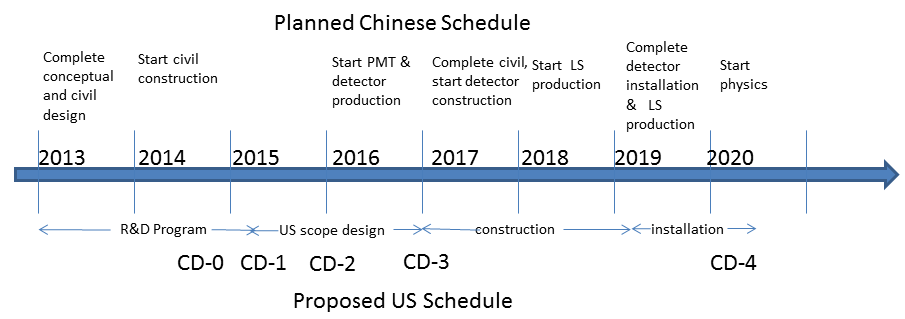 Planned Chinese Schedule
Complete
conceptual
and civil
design
Start civil
construction
Start PMT &
detector
production
Complete civil,
start detector
construction
Start LS
production
Complete
detector
installation
& LS
production
Start
physics
2013 2014 2015 2016 2017 2018 2019 2020
R&D Program US scope design construction installation
CD-0 CD-1 CD-2 CD-3 CD-4
Proposed US Schedule